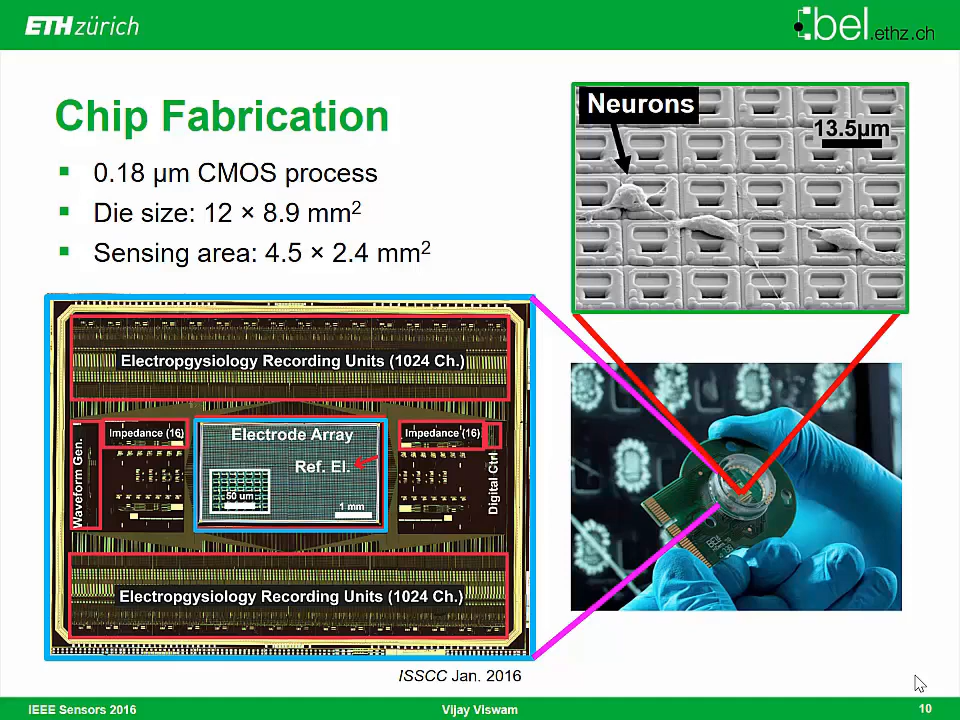 ETH zürich
bel.ethz.ch
Chip Fabrication
0.18 µm CMOS process
Die size: 12 × 8.9 mm²
Sensing area: 4.5 × 2.4 mm²
Neurons
13.5µm
Electropgysiology Recording Units (1024 Ch.)
Impedance (16)
Electrode Array
Impedance (16)
Waveform Gen.
Ref. El.
50 um
1 mm
Digital Ctrl
Electropgysiology Recording Units (1024 Ch.)
ISSCC Jan. 2016
IEEE Sensors 2016
Vijay Viswam
10